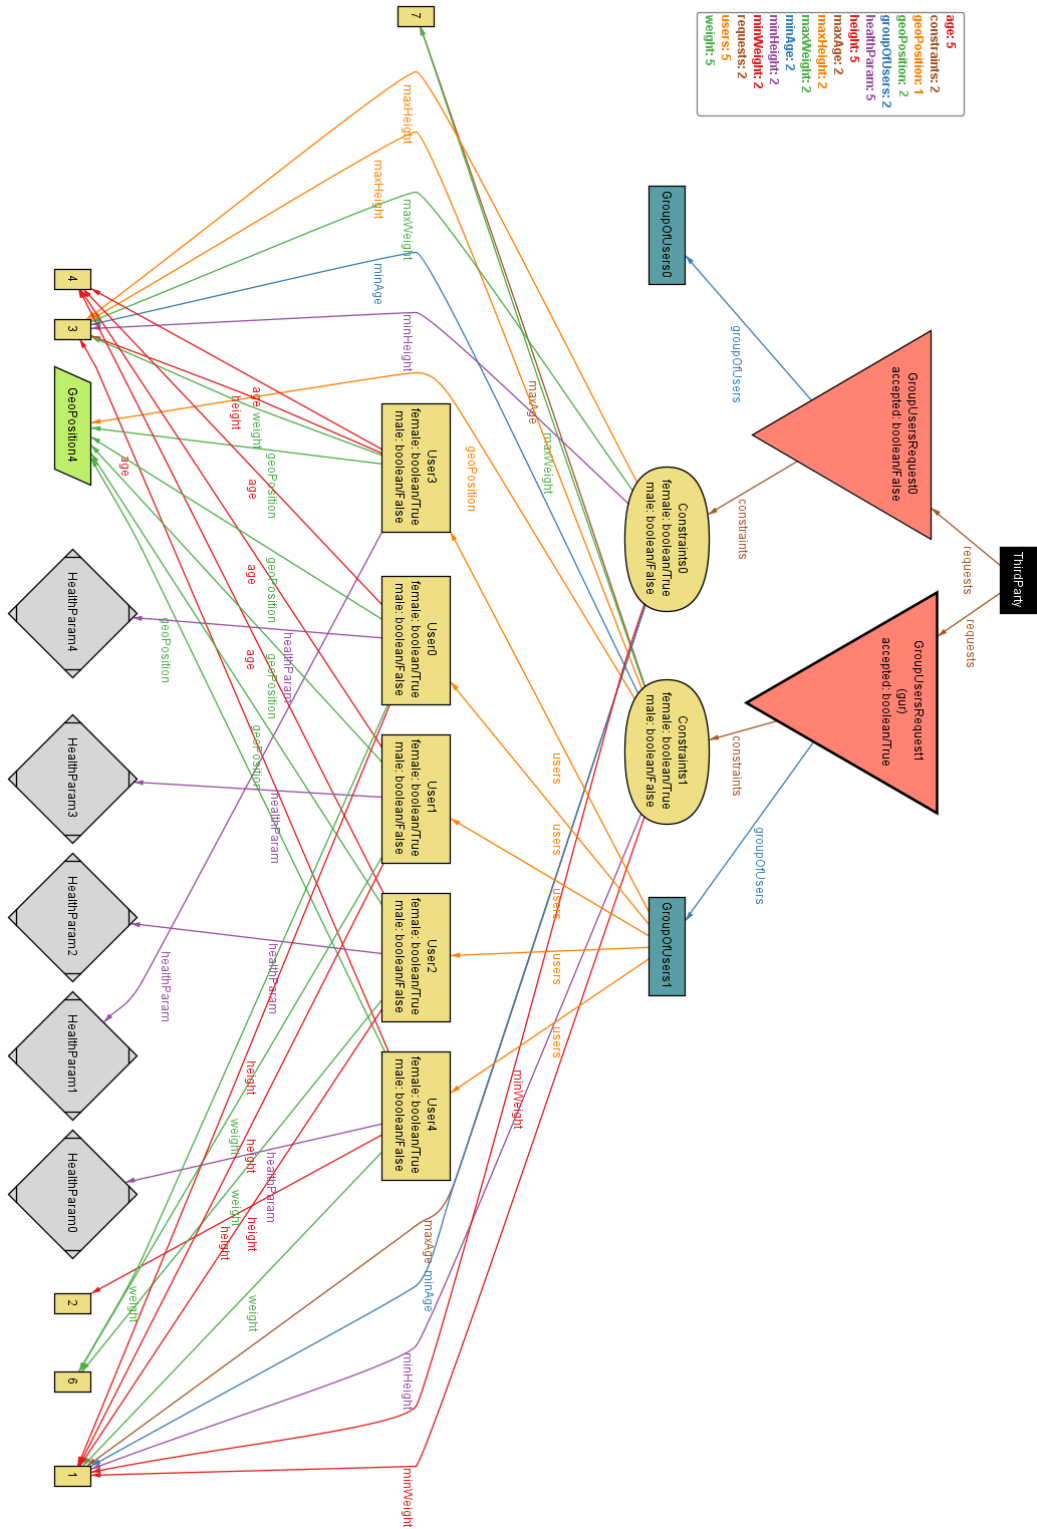 age: 5
constraints: 2
geoPosition: 1
geoPosition: 2
groupOfUsers: 2
healthParam: 5
height: 5
maxAge: 2
maxHeight: 2
maxWeight: 2
minAge: 2
minHeight: 2
minWeight: 2
requests: 2
users: 5
weight: 5
ThirdParty
requests
requests
GroupUsersRequest0
accepted: boolean/False
GroupUsersRequest1
(gur)
accepted: boolean/True
groupOfUsers
constraints
constraints
groupOfUsers
GroupOfUsers0
Constraints0
female: boolean/True
male: boolean/False
Constraints1
female: boolean/True
male: boolean/False
GroupOfUsers1
maxAge
maxWeight
users
users
users
users
users
minWeight
geoPosition
7
maxHeight
maxHeight
maxWeight
minAge
minHeight
User3
female: boolean/True
male: boolean/False
User0
female: boolean/True
male: boolean/False
User1
female: boolean/True
male: boolean/False
User2
female: boolean/True
male: boolean/False
User4
female: boolean/True
male: boolean/False
maxAge
minAge
minHeight
minWeight
age
weight
height
geoPosition
age
geoPosition
age
healthParam
geoPosition
age
geoPosition
healthParam
healthParam
height
weight
height
healthParam
weight
height
height
weight
age
geoPosition
healthParam
weight
4
3
GeoPosition4
HealthParam4
HealthParam3
HealthParam2
HealthParam1
HealthParam0
2
6
1